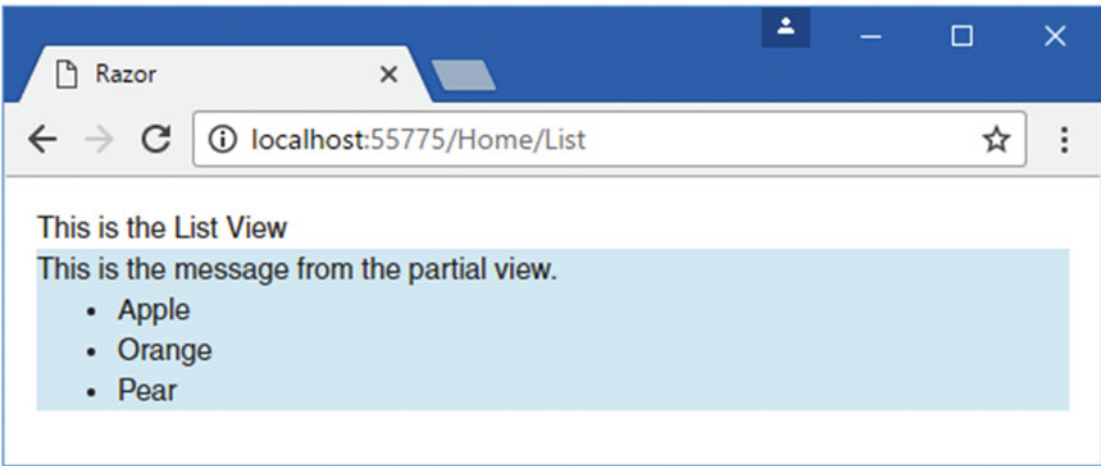 Razor
localhost:55775/Home/List
This is the List View
This is the message from the partial view.
• Apple
• Orange
• Pear